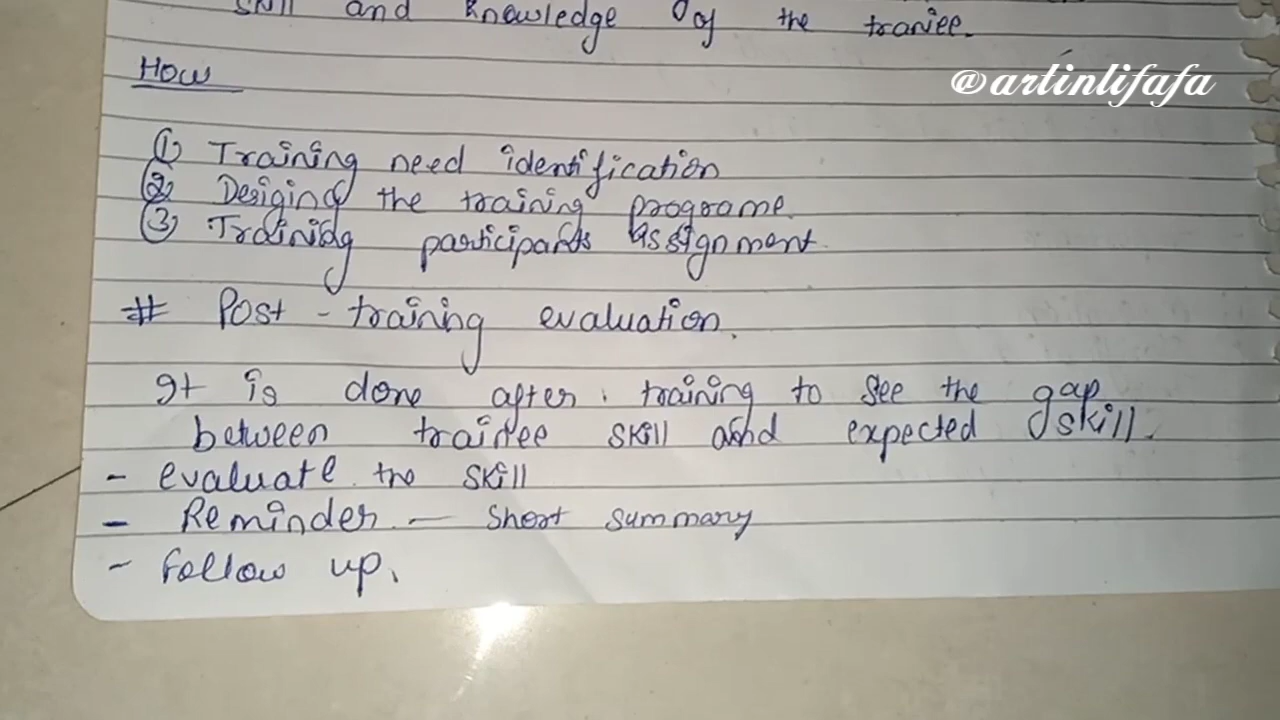 skill and knowledge of the traniee.
@artinlifafa
How
① Training need identification
② Desiging the training programe.
③ Training participants assignment.
# Post - training evaluation.
It is done after training to see the gap
between trainee skill and expected skill.
- evaluate the skill
- Reminder - short summary
- follow up.